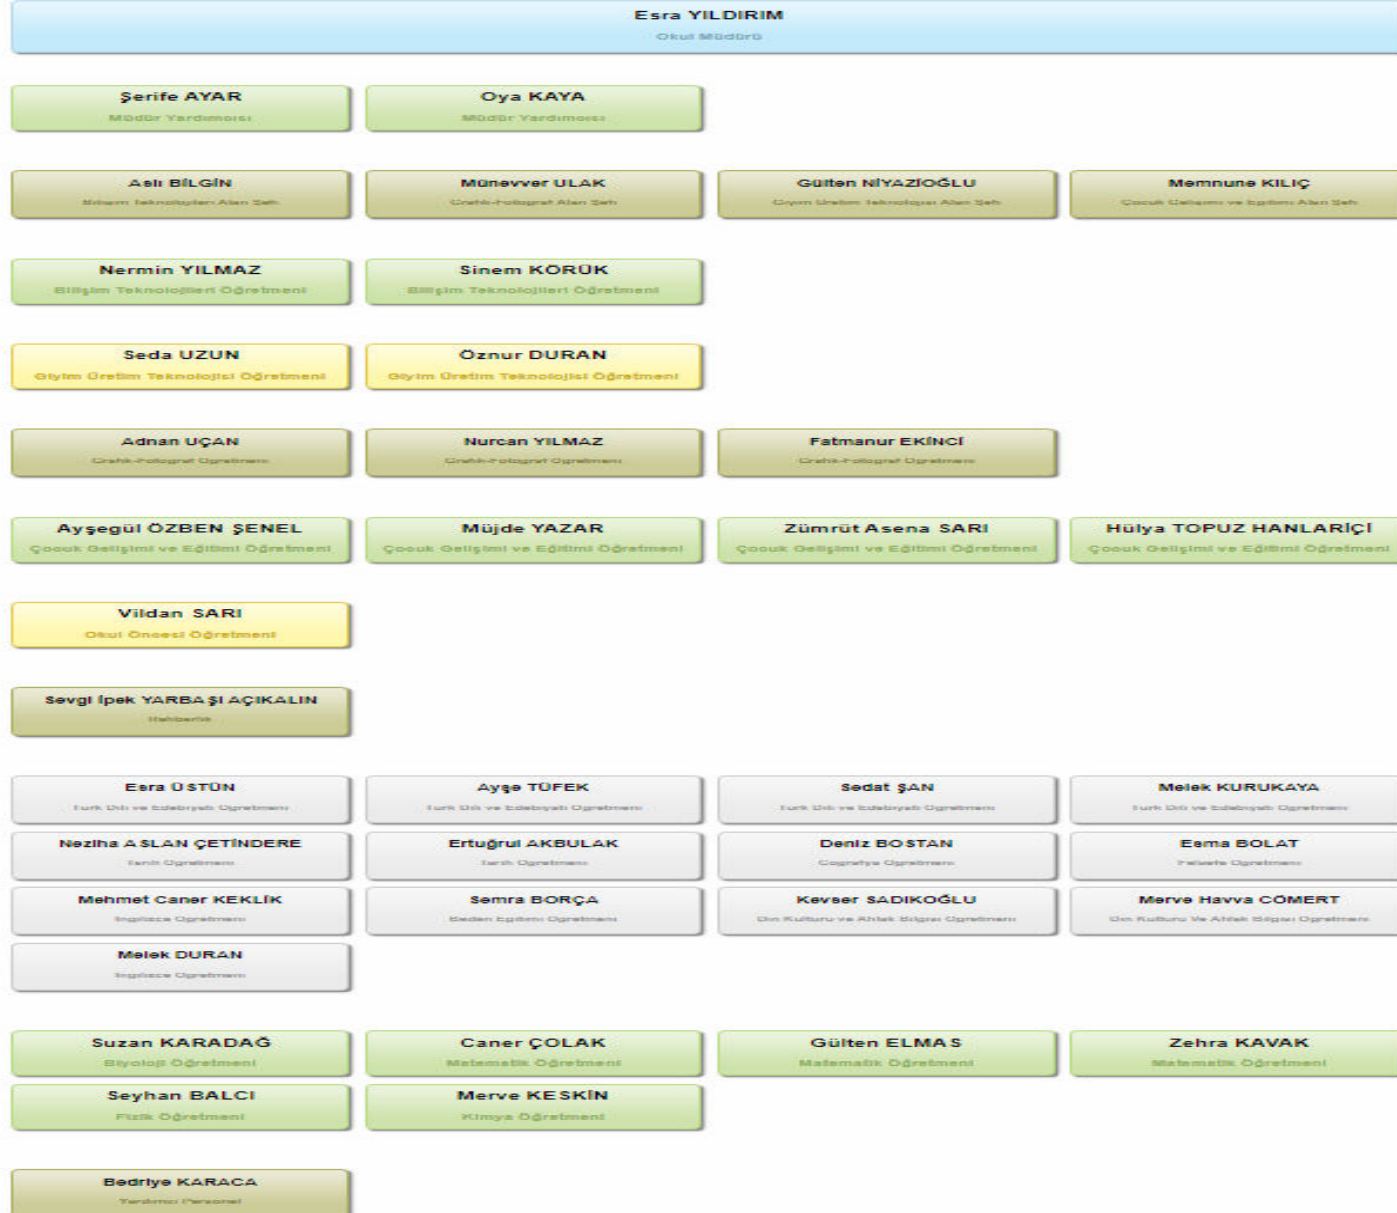 Esra YILDIRIM
Okul Müdürü
Şerife AYAR
Müdür Yardımcısı
Oya KAYA
Müdür Yardımcısı
Aslı BİLGİN
Bilişim Teknolojileri Alan Şefi
Münevver ULAK
Grafik-Fotoğraf Alan Şefi
Gülten NİYAZİOĞLU
Giyim Üretim Teknolojisi Alan Şefi
Memnune KILIÇ
Çocuk Gelişimi ve Eğitimi Alan Şefi
Nermin YILMAZ
Bilişim Teknolojileri Öğretmeni
Sinem KÖRÜK
Bilişim Teknolojileri Öğretmeni
Seda UZUN
Giyim Üretim Teknolojisi Öğretmeni
Öznur DURAN
Giyim Üretim Teknolojisi Öğretmeni
Adnan UÇAN
Grafik-Fotoğraf Öğretmeni
Nurcan YILMAZ
Grafik-Fotoğraf Öğretmeni
Fatmanur EKİNCİ
Grafik-Fotoğraf Öğretmeni
Ayşegül ÖZBEN ŞENEL
Çocuk Gelişimi ve Eğitimi Öğretmeni
Müjde YAZAR
Çocuk Gelişimi ve Eğitimi Öğretmeni
Zümrüt Asena SARI
Çocuk Gelişimi ve Eğitimi Öğretmeni
Hülya TOPUZ HANLARİÇİ
Çocuk Gelişimi ve Eğitimi Öğretmeni
Vildan SARI
Okul Öncesi Öğretmeni
Sevgi İpek YARBAŞI AÇIKALIN
Rehberlik
Esra ÜSTÜN
Türk Dili ve Edebiyatı Öğretmeni
Ayşe TÜFEK
Türk Dili ve Edebiyatı Öğretmeni
Sedat ŞAN
Türk Dili ve Edebiyatı Öğretmeni
Melek KURUKAYA
Türk Dili ve Edebiyatı Öğretmeni
Neziha ASLAN ÇETİNDERE
Tarih Öğretmeni
Ertuğrul AKBULAK
Tarih Öğretmeni
Deniz BOSTAN
Coğrafya Öğretmeni
Esma BOLAT
Felsefe Öğretmeni
Mehmet Caner KEKLİK
İngilizce Öğretmeni
Semra BORÇA
Beden Eğitimi Öğretmeni
Kevser SADIKOĞLU
Din Kültürü ve Ahlak Bilgisi Öğretmeni
Merve Havva CÖMERT
Din Kültürü Ve Ahlak Bilgisi Öğretmeni
Melek DURAN
İngilizce Öğretmeni
Suzan KARADAĞ
Biyoloji Öğretmeni
Caner ÇOLAK
Matematik Öğretmeni
Gülten ELMAS
Matematik Öğretmeni
Zehra KAVAK
Matematik Öğretmeni
Seyhan BALCI
Fizik Öğretmeni
Merve KESKİN
Kimya Öğretmeni
Bedriye KARACA
Yardımcı Personel